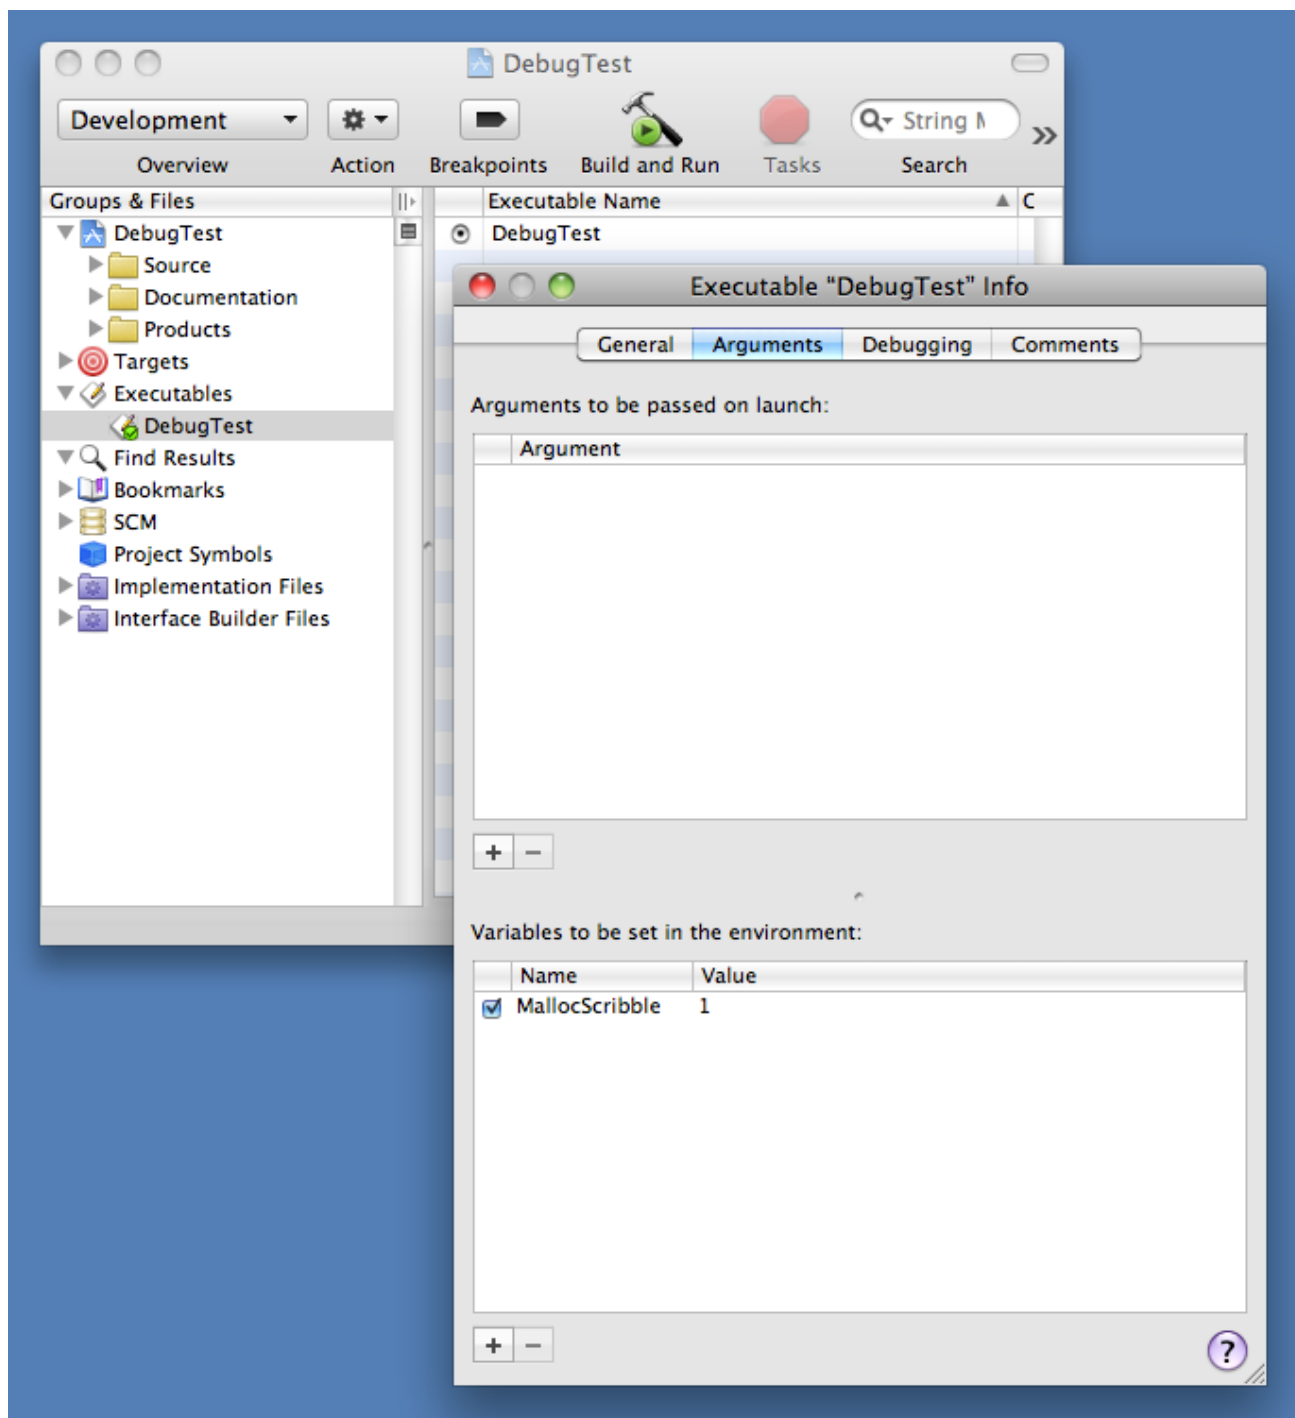 DebugTest
Development
String M
Overview
Action
Breakpoints
Build and Run
Tasks
Search
Groups & Files
Executable Name
C
DebugTest
DebugTest
Source
Documentation
Products
Targets
Executables
DebugTest
Find Results
Bookmarks
SCM
Project Symbols
Implementation Files
Interface Builder Files
Executable "DebugTest" Info
General
Arguments
Debugging
Comments
Arguments to be passed on launch:
Argument
+ −
Variables to be set in the environment:
Name
Value
MallocScribble
1
+ −
?